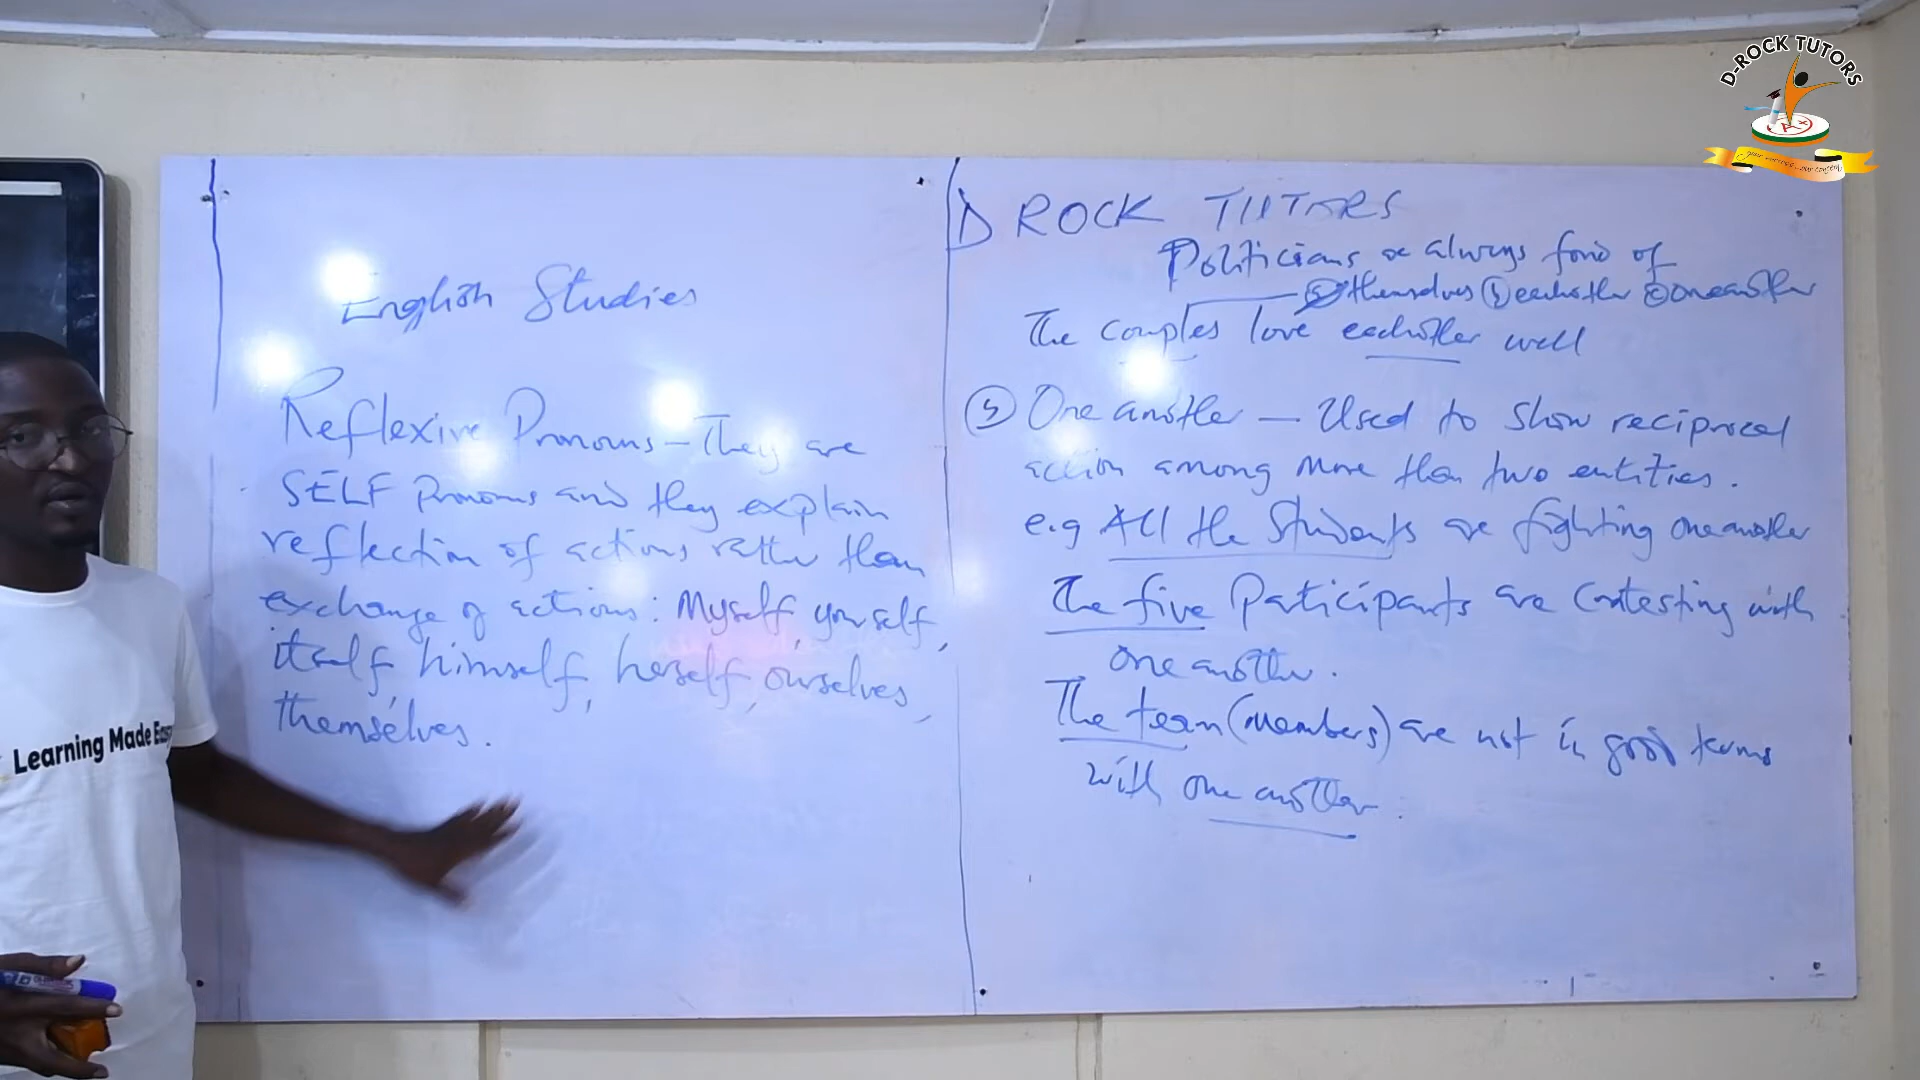 D-ROCK TUTORS
A+
English Studies
Reflexive Pronouns – They are
SELF Pronouns and they explain
reflection of actions rather than
exchange of actions: Myself, yourself,
itself, himself, herself, ourselves,
themselves.
D ROCK TUTORS
Politicians are always fond of
themselves (b) eachother (c) oneanother
The couples love eachother well
One another — Used to show reciprocal
action among more than two entities.
e.g All the Students are fighting one another
The five Participants are Contesting with
one another.
The team (members) are not in good terms
with one another.
Learning Made Easy